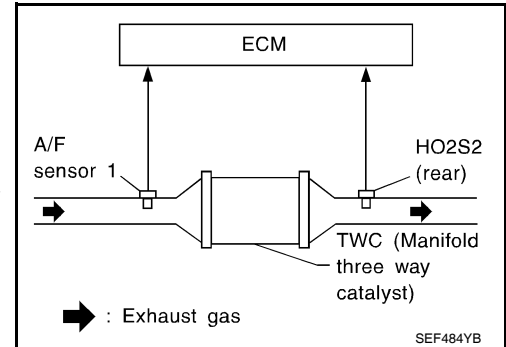 ECM
A/F
sensor 1
HO2S2
(rear)
TWC (Manifold
three way
catalyst)
: Exhaust gas
SEF484YB